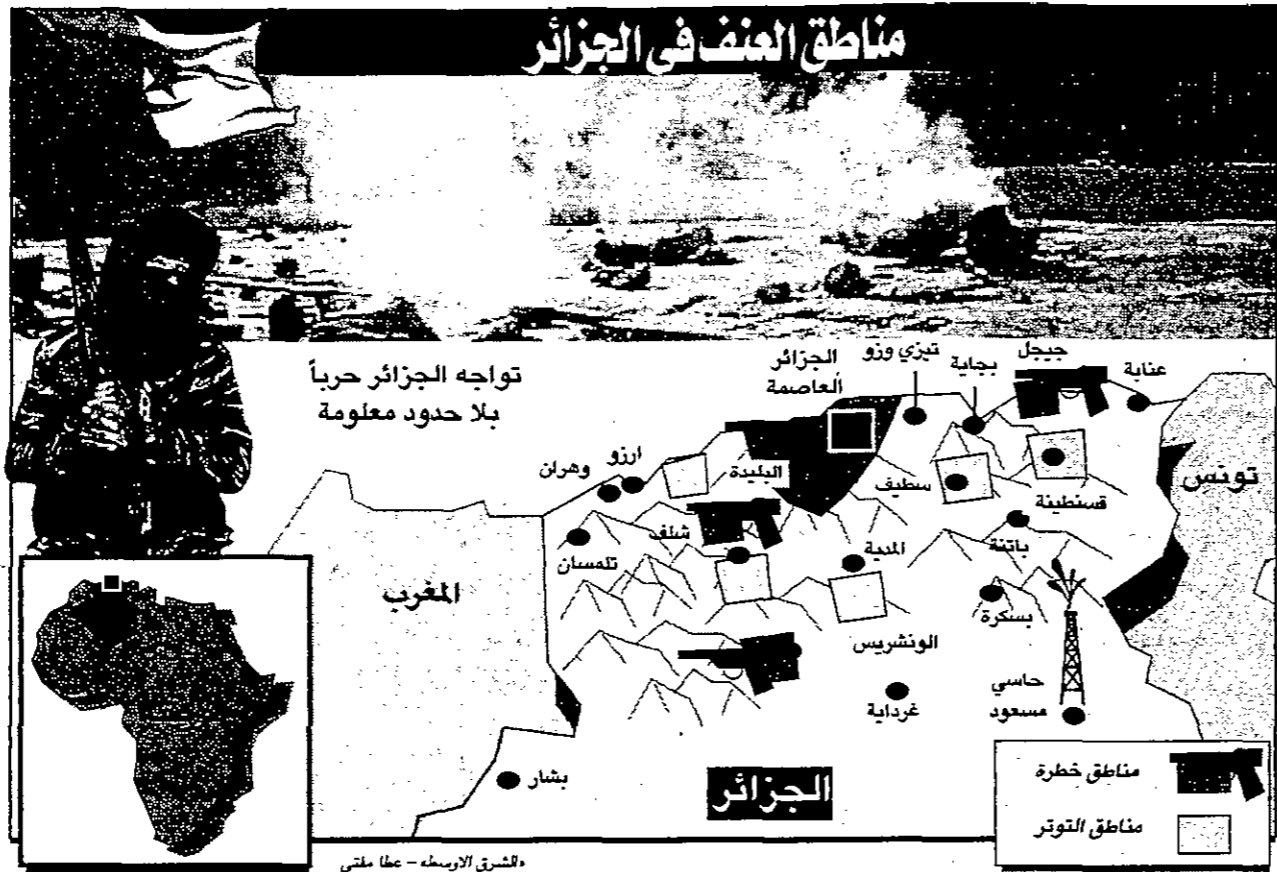 مناطق العنف في الجزائر
تواجه الجزائر حرباً
بلا حدود معلومة
الجزائر
العاصمة
تيزي وزو
بجاية
جيجل
عنابة
تونس
ارزو
وهران
البليدة
سطيف
قسنطينة
شلف
المدية
باتنة
تلمسان
المغرب
بسكرة
الونشريس
حاسي
مسعود
غرداية
بشار
الجزائر
مناطق خطرة
مناطق التوتر
«الشرق الاوسط» - عطا مفتي